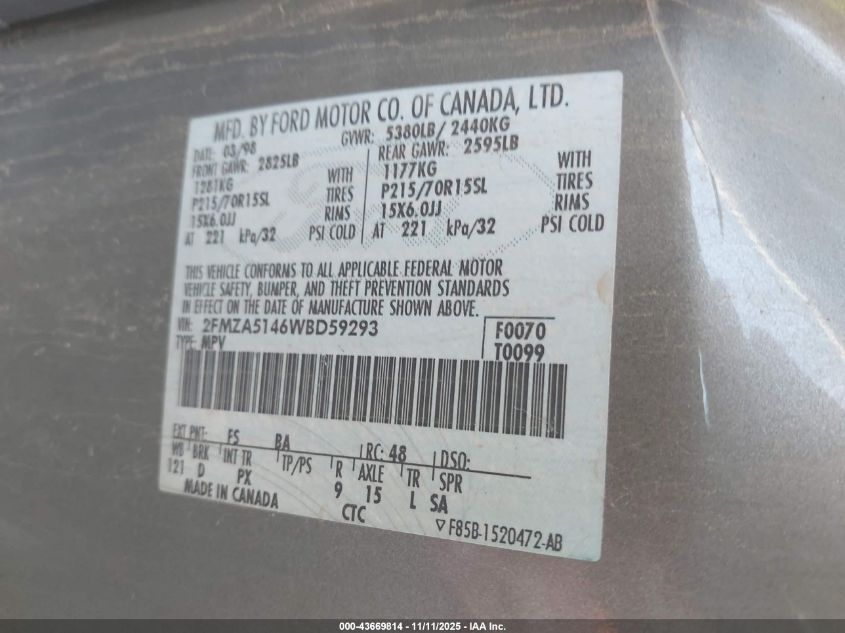 MFD. BY FORD MOTOR CO. OF CANADA, LTD.
DATE: 03/98 GVWR: 5380LB/ 2440KG
FRONT GAWR: 2825LB REAR GAWR: 2595LB
1281KG WITH 1177KG WITH
P215/70R15SL TIRES P215/70R15SL TIRES
15X6.0JJ RIMS 15X6.0JJ RIMS
AT 221 kPa/32 PSI COLD AT 221 kPa/32 PSI COLD
THIS VEHICLE CONFORMS TO ALL APPLICABLE FEDERAL MOTOR
VEHICLE SAFETY, BUMPER, AND THEFT PREVENTION STANDARDS
IN EFFECT ON THE DATE OF MANUFACTURE SHOWN ABOVE.
VIN: 2FMZA5146WBD59293 F0070
TYPE: MPV T0099
EXT PNT: FS BA RC: 48 DSO:
WB BRK INT TR TP/PS R AXLE TR SPR
121 D PX 9 15 L SA
MADE IN CANADA CTC
F85B-1520472-AB
000-43669814 - 11/11/2025 - IAA Inc.